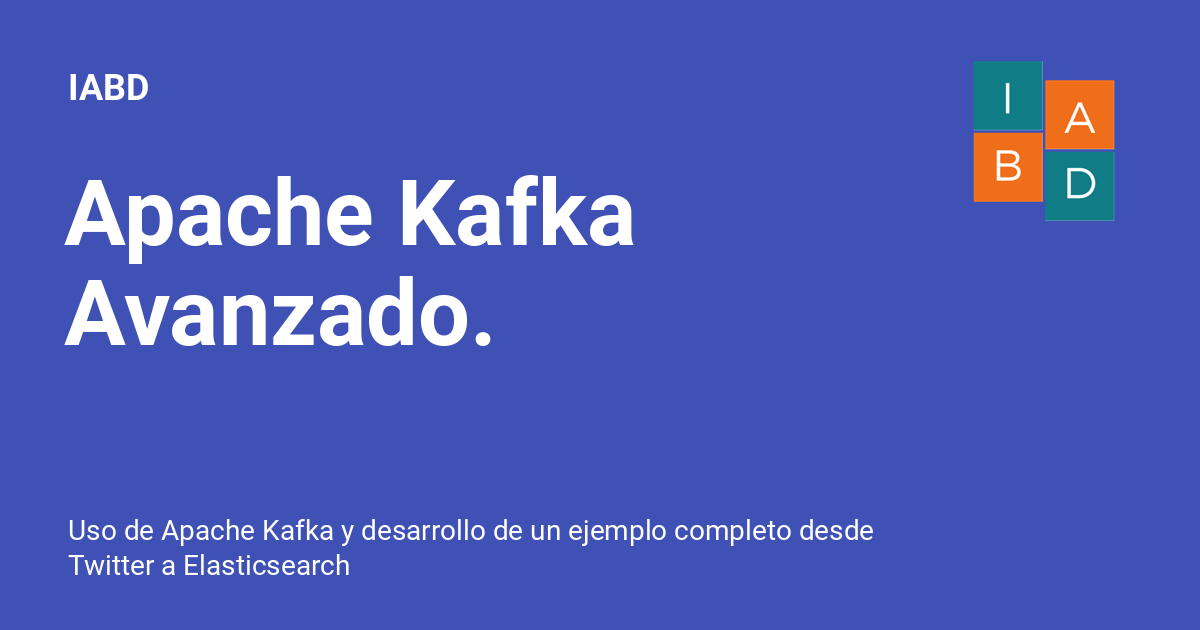 IABD
I
A
B
D
Apache Kafka
Avanzado.
Uso de Apache Kafka y desarrollo de un ejemplo completo desde
Twitter a Elasticsearch